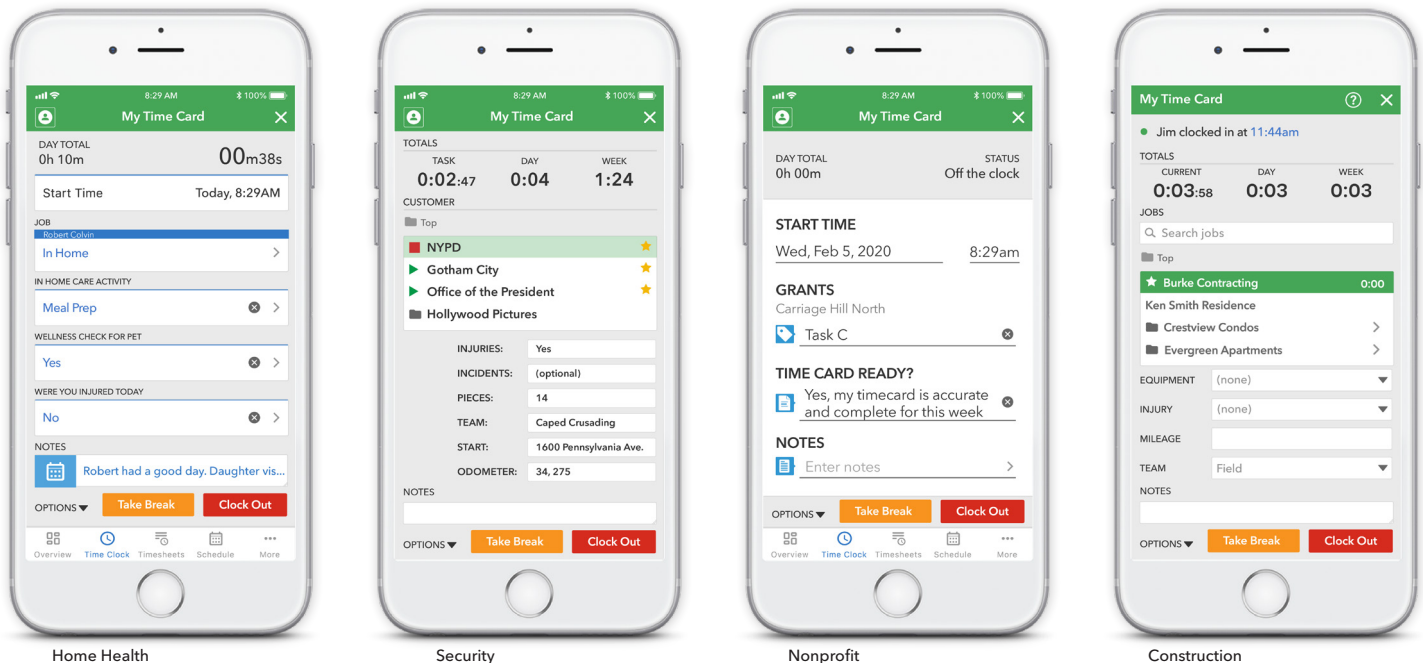 8:29 AM 100%
My Time Card
DAY TOTAL
0h 10m 00m38s
Start Time Today, 8:29AM
JOB
Robert Colvin
In Home
IN HOME CARE ACTIVITY
Meal Prep
WELLNESS CHECK FOR PET
Yes
WERE YOU INJURED TODAY
No
NOTES
Robert had a good day. Daughter vis...
OPTIONS Take Break Clock Out
Overview Time Clock Timesheets Schedule More
Home Health
8:29 AM 100%
My Time Card
TOTALS
TASK DAY WEEK
0:02:47 0:04 1:24
CUSTOMER
Top
NYPD
Gotham City
Office of the President
Hollywood Pictures
INJURIES: Yes
INCIDENTS: (optional)
PIECES: 14
TEAM: Caped Crusading
START: 1600 Pennsylvania Ave.
ODOMETER: 34, 275
NOTES
OPTIONS Take Break Clock Out
Security
8:29 AM 100%
My Time Card
DAY TOTAL STATUS
0h 00m Off the clock
START TIME
Wed, Feb 5, 2020 8:29am
GRANTS
Carriage Hill North
Task C
TIME CARD READY?
Yes, my timecard is accurate
and complete for this week
NOTES
Enter notes
OPTIONS Take Break Clock Out
Overview Time Clock Timesheets Schedule More
Nonprofit
My Time Card ?
Jim clocked in at 11:44am
TOTALS
CURRENT DAY WEEK
0:03:58 0:03 0:03
JOBS
Search jobs
Top
Burke Contracting 0:00
Ken Smith Residence
Crestview Condos
Evergreen Apartments
EQUIPMENT (none)
INJURY (none)
MILEAGE
TEAM Field
NOTES
OPTIONS Take Break Clock Out
Construction